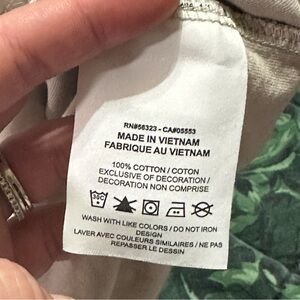 RN#56323 - CA#05553
MADE IN VIETNAM
FABRIQUE AU VIETNAM
100% COTTON / COTON
EXCLUSIVE OF DECORATION /
DECORATION NON COMPRISE
WASH WITH LIKE COLORS / DO NOT IRON
DESIGN
LAVER AVEC COULEURS SIMILAIRES / NE PAS
REPASSER LE DESSIN